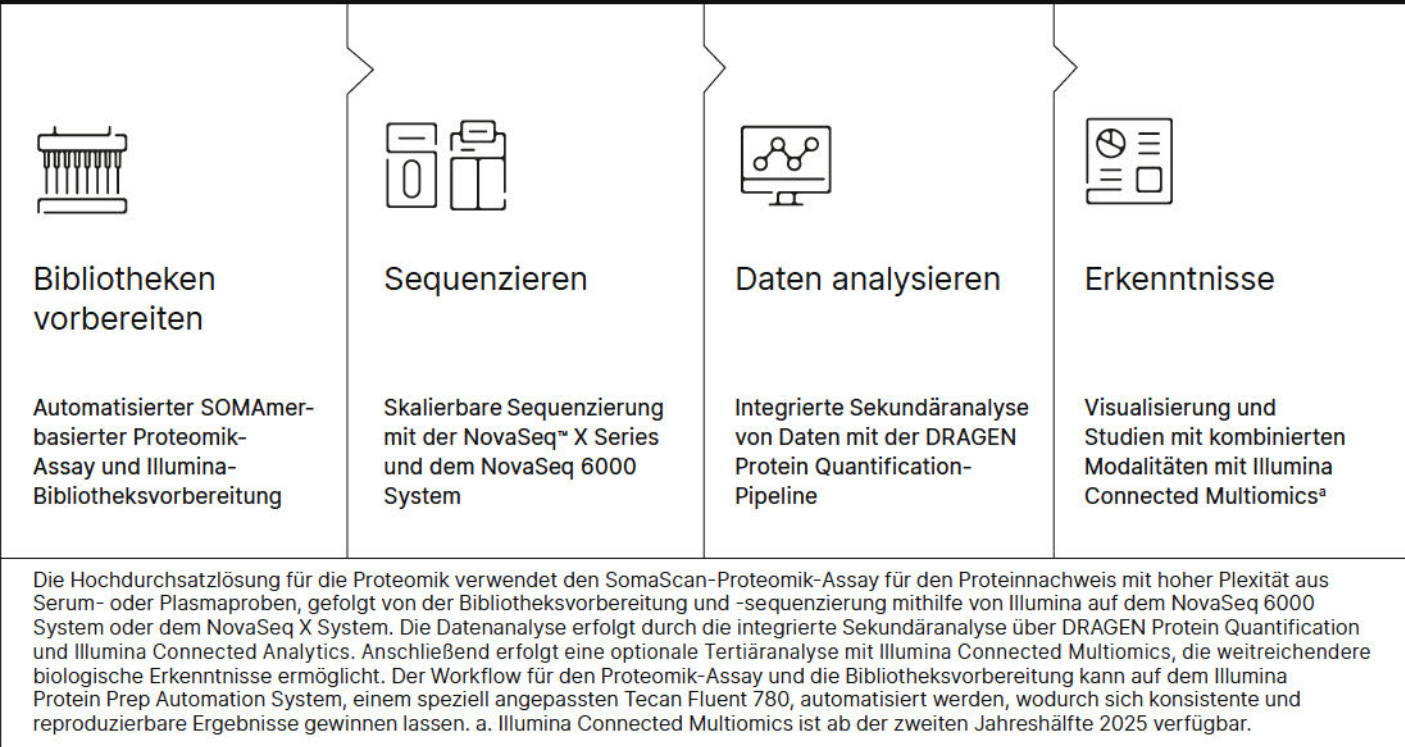 Bibliotheken
vorbereiten
Automatisierter SOMAmer-
basierter Proteomik-
Assay und Illumina-
Bibliotheksvorbereitung
Sequenzieren
Skalierbare Sequenzierung
mit der NovaSeq™ X Series
und dem NovaSeq 6000
System
Daten analysieren
Integrierte Sekundäranalyse
von Daten mit der DRAGEN
Protein Quantification-
Pipeline
Erkenntnisse
Visualisierung und
Studien mit kombinierten
Modalitäten mit Illumina
Connected Multiomicsᵃ
Die Hochdurchsatzlösung für die Proteomik verwendet den SomaScan-Proteomik-Assay für den Proteinnachweis mit hoher Plexität aus
Serum- oder Plasmaproben, gefolgt von der Bibliotheksvorbereitung und -sequenzierung mithilfe von Illumina auf dem NovaSeq 6000
System oder dem NovaSeq X System. Die Datenanalyse erfolgt durch die integrierte Sekundäranalyse über DRAGEN Protein Quantification
und Illumina Connected Analytics. Anschließend erfolgt eine optionale Tertiäranalyse mit Illumina Connected Multiomics, die weitreichendere
biologische Erkenntnisse ermöglicht. Der Workflow für den Proteomik-Assay und die Bibliotheksvorbereitung kann auf dem Illumina
Protein Prep Automation System, einem speziell angepassten Tecan Fluent 780, automatisiert werden, wodurch sich konsistente und
reproduzierbare Ergebnisse gewinnen lassen. a. Illumina Connected Multiomics ist ab der zweiten Jahreshälfte 2025 verfügbar.